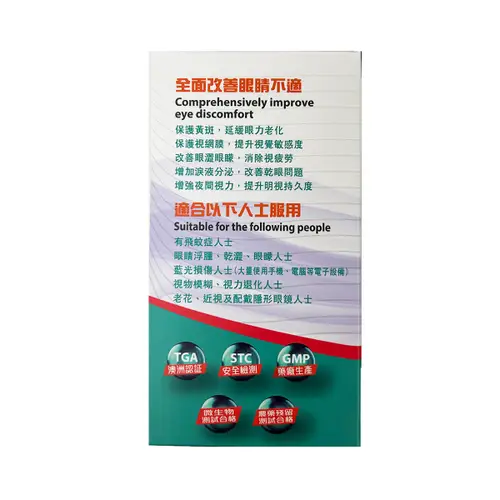 全面改善眼睛不適
Comprehensively improve
eye discomfort
保護黃斑，延緩眼力老化
保護視網膜，提升視覺敏感度
改善眼澀眼矇，消除視疲勞
增加淚液分泌，改善乾眼問題
增強夜間視力，提升明視持久度
適合以下人士服用
Suitable for the following people
有飛蚊症人士
眼睛浮腫、乾澀、眼矇人士
藍光損傷人士(大量使用手機、電腦等電子設備)
視物模糊、視力退化人士
老花、近視及配戴隱形眼鏡人士
TGA
澳洲認証
STC
安全檢測
GMP
藥廠生產
微生物
測試合格
農藥殘留
測試合格